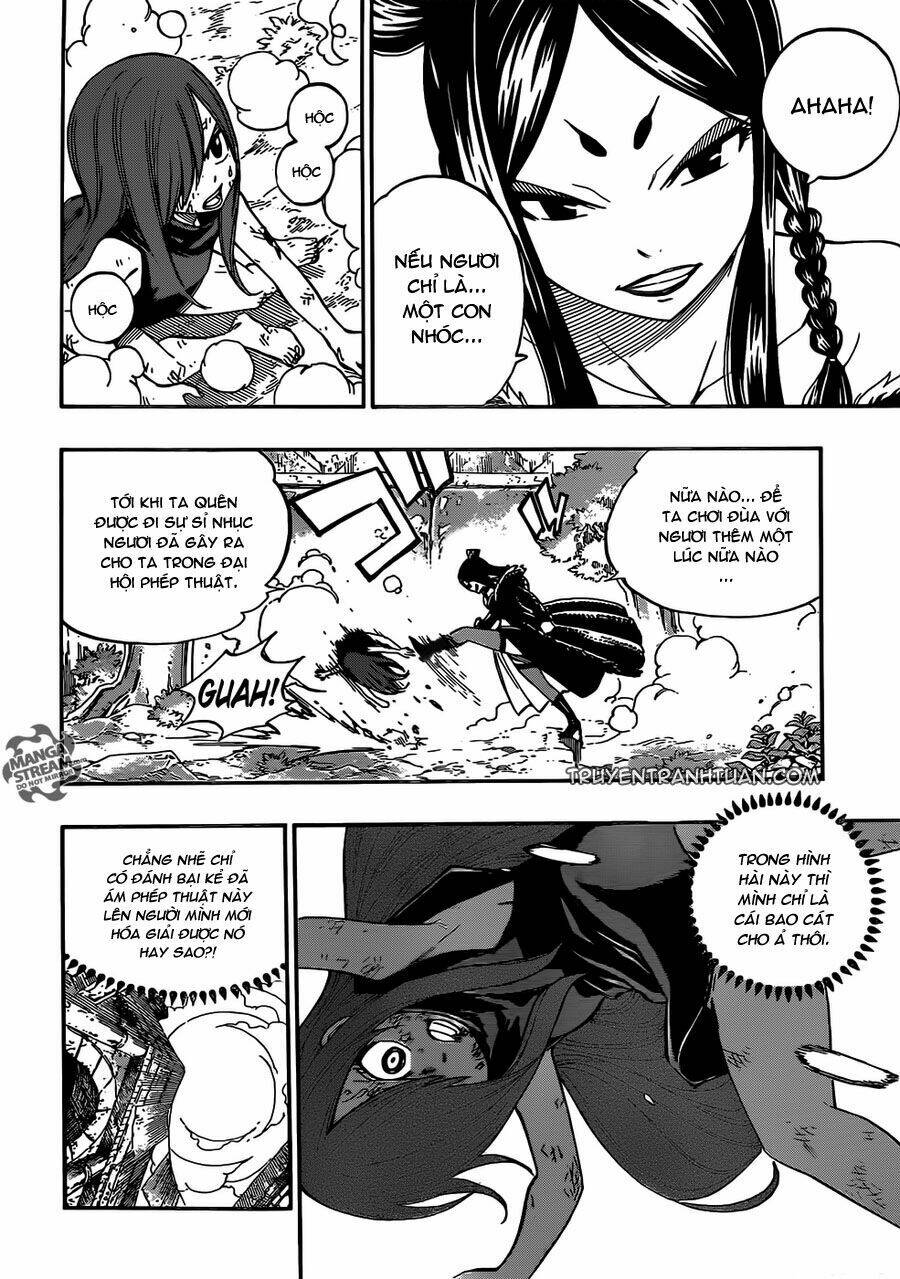 AHAHA!
NẾU NGƯƠI
CHỈ LÀ...
MỘT CON
NHÓC...
HỘC
HỘC
HỘC
NỮA NÀO... ĐỂ
TA CHƠI ĐÙA VỚI
NGƯƠI THÊM MỘT
LÚC NỮA NÀO
...
TỚI KHI TA QUÊN
ĐƯỢC ĐI SỰ SỈ NHỤC
NGƯƠI ĐÃ GÂY RA
CHO TA TRONG ĐẠI
HỘI PHÉP THUẬT.
GUAH!
MANGA
STREAM
TRUYENTRANHTUAN.COM
TRONG HÌNH
HÀI NÀY THÌ
MÌNH CHỈ LÀ
CÁI BAO CÁT
CHO Ả THÔI.
CHẲNG NHẼ CHỈ
CÓ ĐÁNH BẠI KẺ ĐÃ
ÁM PHÉP THUẬT NÀY
LÊN NGƯỜI MÌNH MỚI
HÓA GIẢI ĐƯỢC NÓ
HAY SAO?!